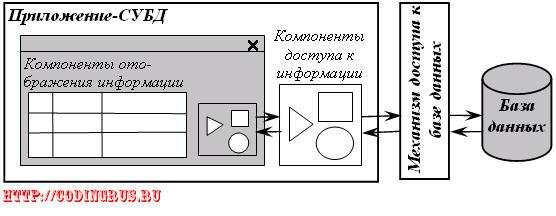 Приложение-СУБД
Компоненты ото-
бражения информации
Компоненты
доступа к
информации
Механизм доступа к
базе данных
База
данных
HTTP://CODINGRUS.RU